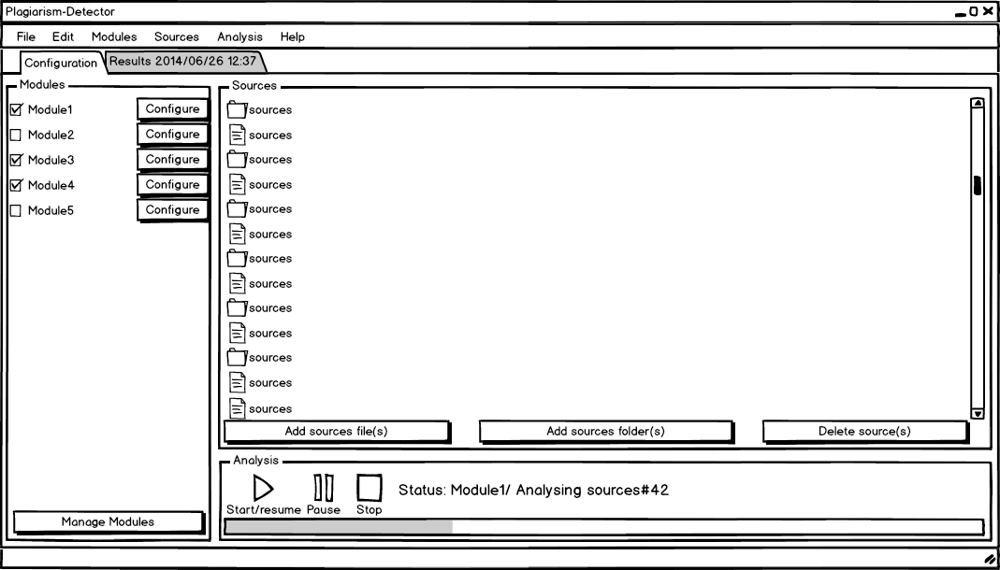 Plagiarism-Detector
File Edit Modules Sources Analysis Help
Configuration Results 2014/06/26 12:37
Modules
Module1 Configure
Module2 Configure
Module3 Configure
Module4 Configure
Module5 Configure
Manage Modules
Sources
sources
sources
sources
sources
sources
sources
sources
sources
sources
sources
sources
sources
sources
Add sources file(s) Add sources folder(s) Delete source(s)
Analysis
Status: Module1/ Analysing sources#42
Start/resume Pause Stop